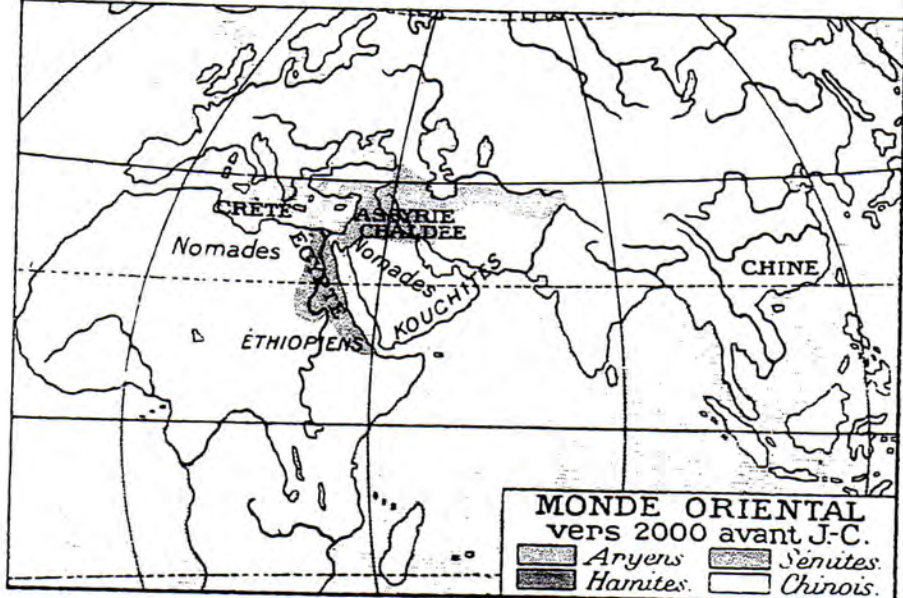 CRÈTE
ASSYRIE
CHALDÉE
Nomades
ÉGYPTE
Nomades
KOUCHITES
CHINE
ÉTHIOPIENS
MONDE ORIENTAL
vers 2000 avant J-C.
Aryens
Sémites.
Hamites.
Chinois.